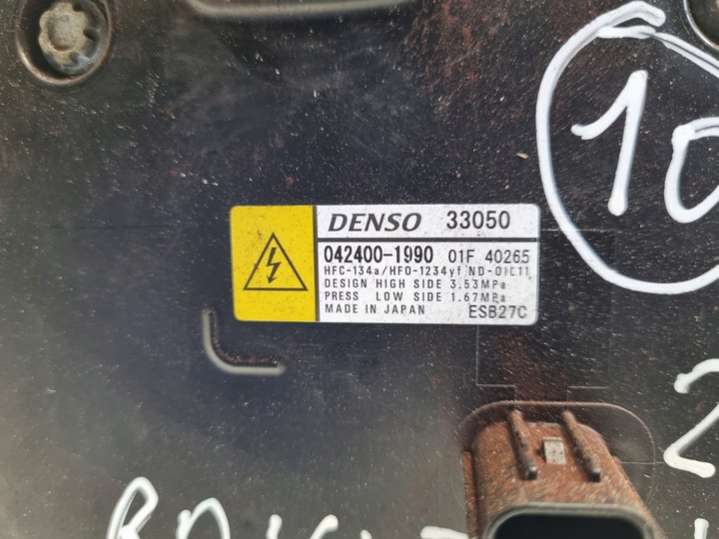 10
DENSO 33050
042400-1990 01F 40265
HFC-134a/HFO-1234yf ND-OIL11
DESIGN HIGH SIDE 3.53MPa
PRESS LOW SIDE 1.67MPa
MADE IN JAPAN ESB27C
2